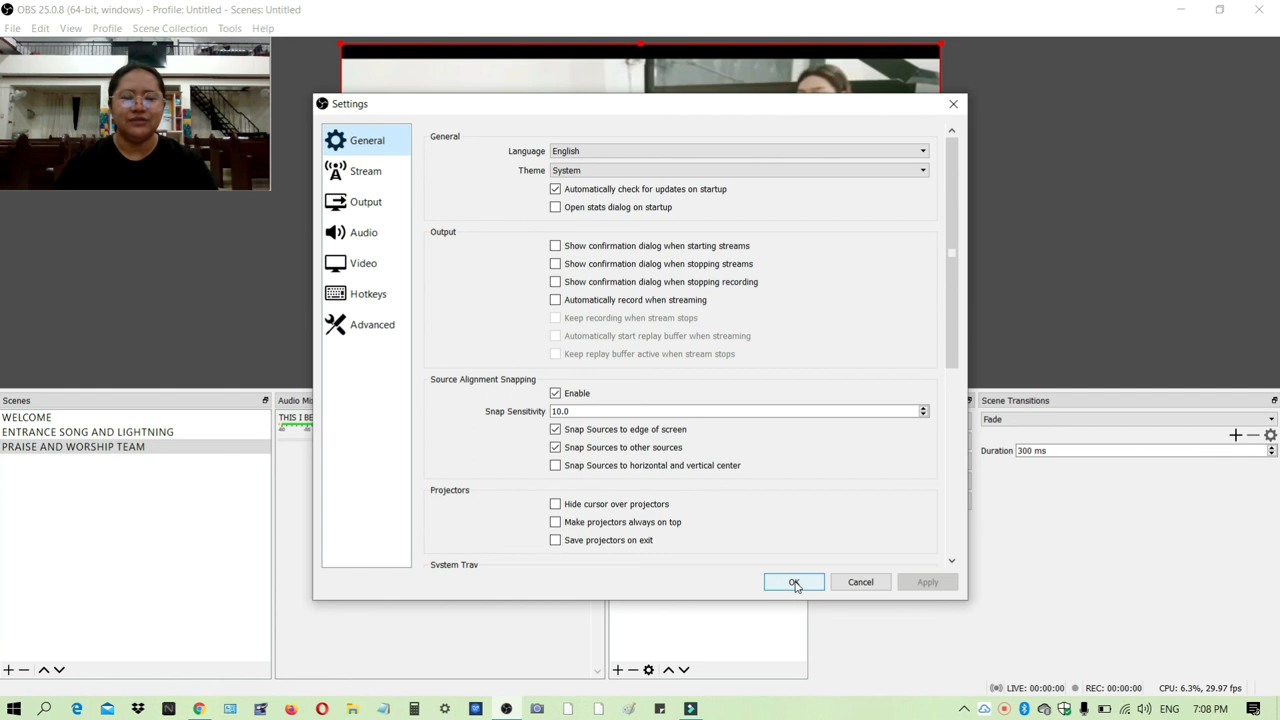 OBS 25.0.8 (64-bit, windows) - Profile: Untitled - Scenes: Untitled
File Edit View Profile Scene Collection Tools Help
Settings
General
Stream
Output
Audio
Video
Hotkeys
Advanced
General
Language English
Theme System
Automatically check for updates on startup
Open stats dialog on startup
Output
Show confirmation dialog when starting streams
Show confirmation dialog when stopping streams
Show confirmation dialog when stopping recording
Automatically record when streaming
Keep recording when stream stops
Automatically start replay buffer when streaming
Keep replay buffer active when stream stops
Source Alignment Snapping
Enable
Snap Sensitivity 10.0
Snap Sources to edge of screen
Snap Sources to other sources
Snap Sources to horizontal and vertical center
Projectors
Hide cursor over projectors
Make projectors always on top
Save projectors on exit
System Tray
OK Cancel Apply
Scenes
WELCOME
ENTRANCE SONG AND LIGHTNING
PRAISE AND WORSHIP TEAM
Audio Mi
THIS I BE
Scene Transitions
Fade
Duration 300 ms
LIVE: 00:00:00 REC: 00:00:00 CPU: 6.3%, 29.97 fps
ENG 7:08 PM